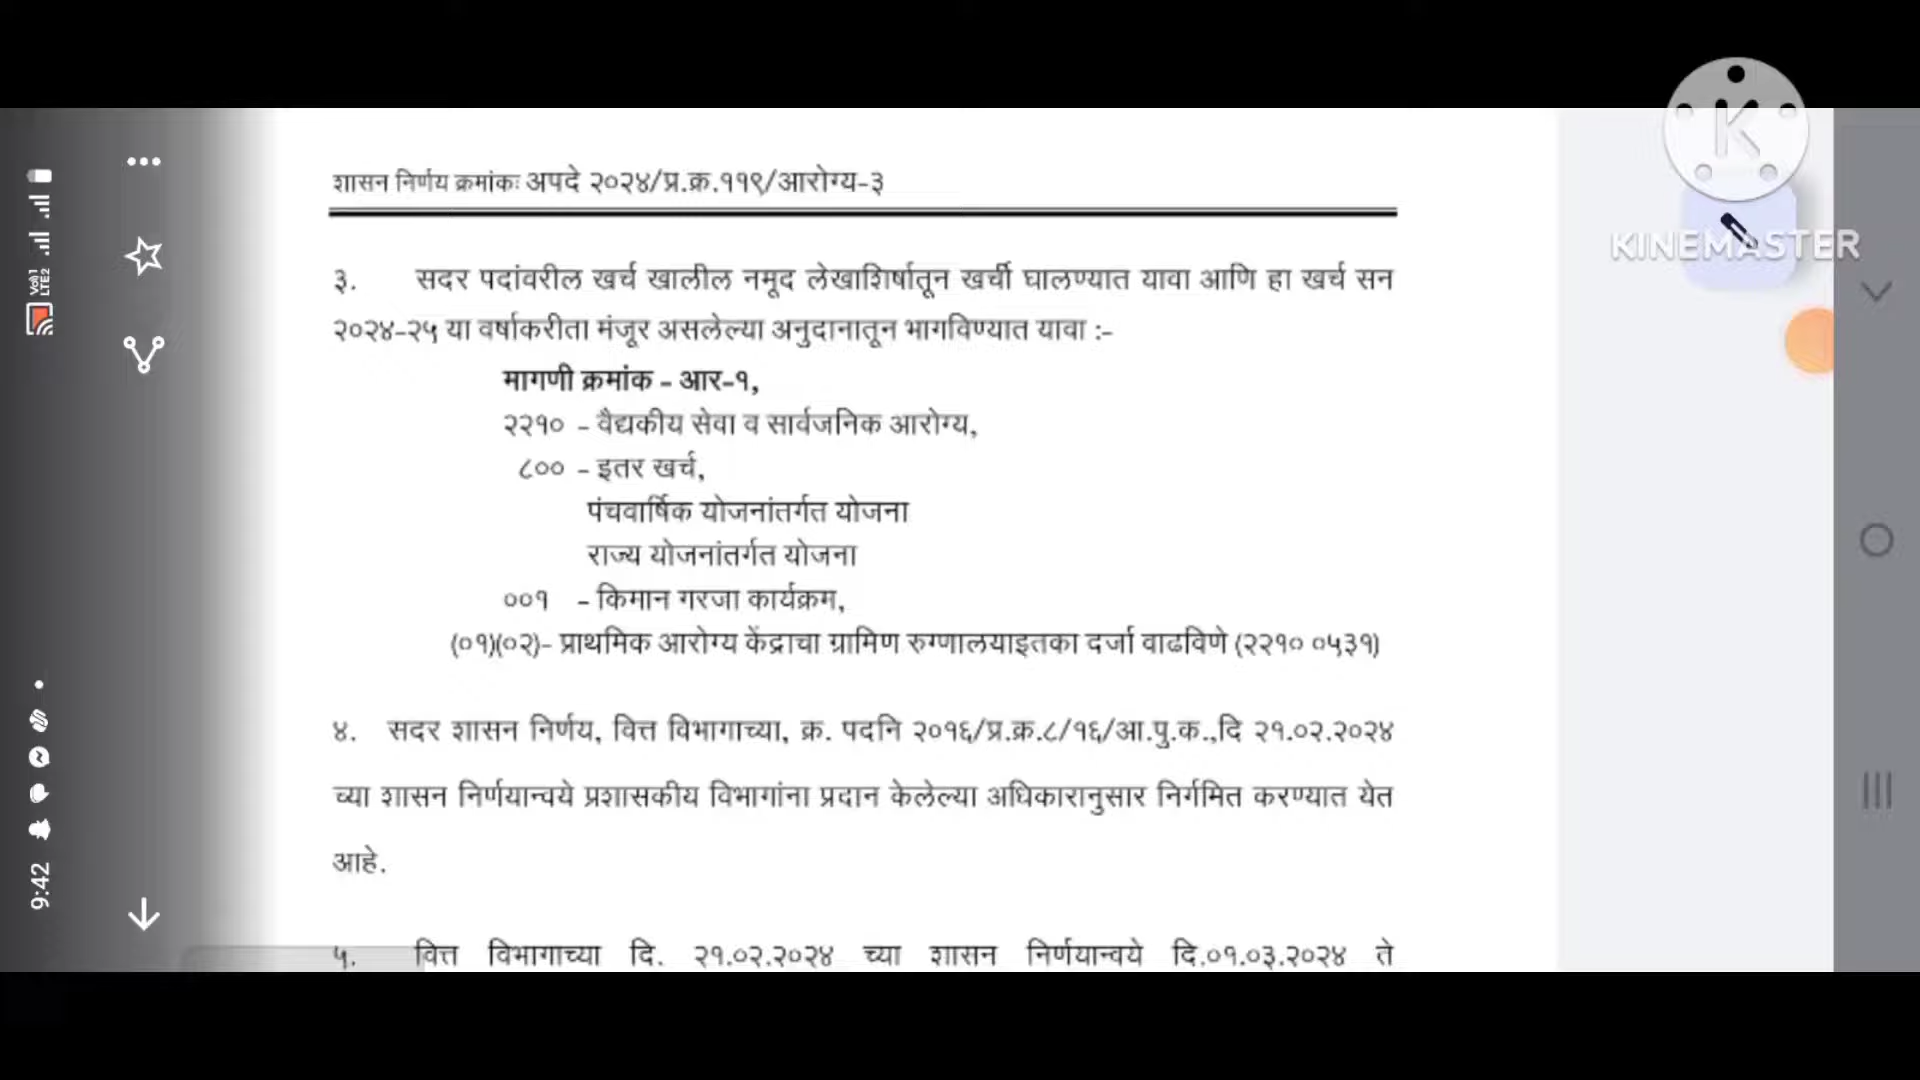 शासन निर्णय क्रमांकः अपदे २०२४/प्र.क्र.११९/आरोग्य-३
३. सदर पदांवरील खर्च खालील नमूद लेखाशिर्षातून खर्ची घालण्यात यावा आणि हा खर्च सन
२०२४-२५ या वर्षाकरीता मंजूर असलेल्या अनुदानातून भागविण्यात यावा :-
मागणी क्रमांक - आर-१,
२२१० - वैद्यकीय सेवा व सार्वजनिक आरोग्य,
८०० - इतर खर्च,
पंचवार्षिक योजनांतर्गत योजना
राज्य योजनांतर्गत योजना
००१ - किमान गरजा कार्यक्रम,
(०१)(०२)- प्राथमिक आरोग्य केंद्राचा ग्रामिण रुग्णालयाइतका दर्जा वाढविणे (२२१० ०५३१)
४. सदर शासन निर्णय, वित्त विभागाच्या, क्र. पदनि २०१६/प्र.क्र.८/१६/आ.पु.क.,दि २१.०२.२०२४
च्या शासन निर्णयान्वये प्रशासकीय विभागांना प्रदान केलेल्या अधिकारानुसार निर्गमित करण्यात येत
आहे.
५. वित्त विभागाच्या दि. २१.०२.२०२४ च्या शासन निर्णयान्वये दि.०१.०३.२०२४ ते
K
KINEMASTER
Vo))
LTE2
9:42